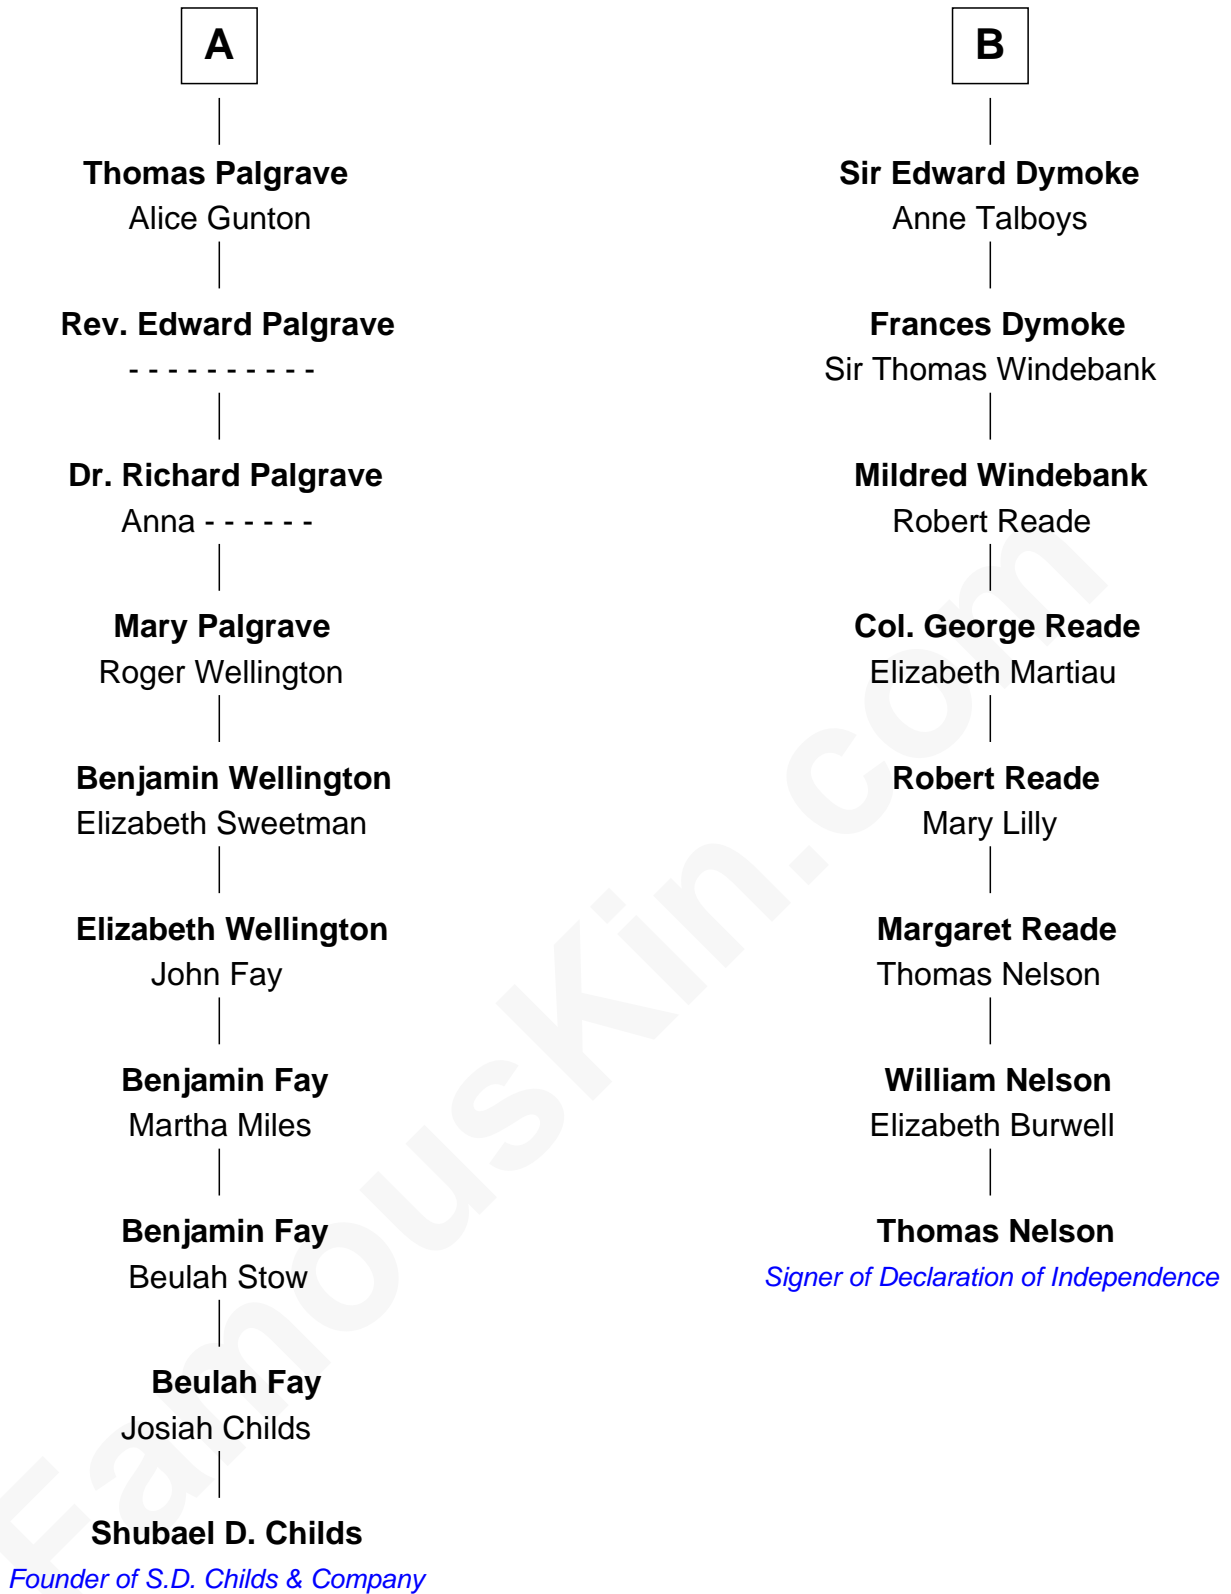 A
Thomas Palgrave
Alice Gunton
Rev. Edward Palgrave
- - - - - - - - - -
Dr. Richard Palgrave
Anna - - - - - -
Mary Palgrave
Roger Wellington
Benjamin Wellington
Elizabeth Sweetman
Elizabeth Wellington
John Fay
Benjamin Fay
Martha Miles
Benjamin Fay
Beulah Stow
Beulah Fay
Josiah Childs
Shubael D. Childs
Founder of S.D. Childs & Company
B
Sir Edward Dymoke
Anne Talboys
Frances Dymoke
Sir Thomas Windebank
Mildred Windebank
Robert Reade
Col. George Reade
Elizabeth Martiau
Robert Reade
Mary Lilly
Margaret Reade
Thomas Nelson
William Nelson
Elizabeth Burwell
Thomas Nelson
Signer of Declaration of Independence
FamousKin.com